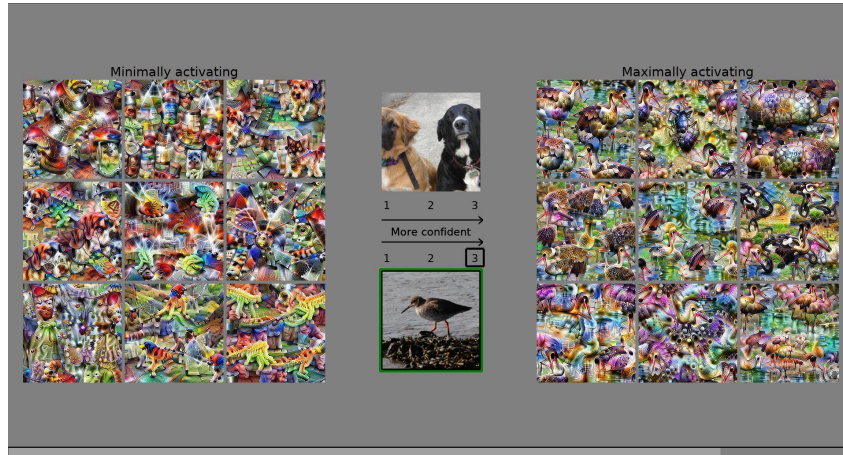 Minimally activating
Maximally activating
1 2 3
More confident
1 2 3